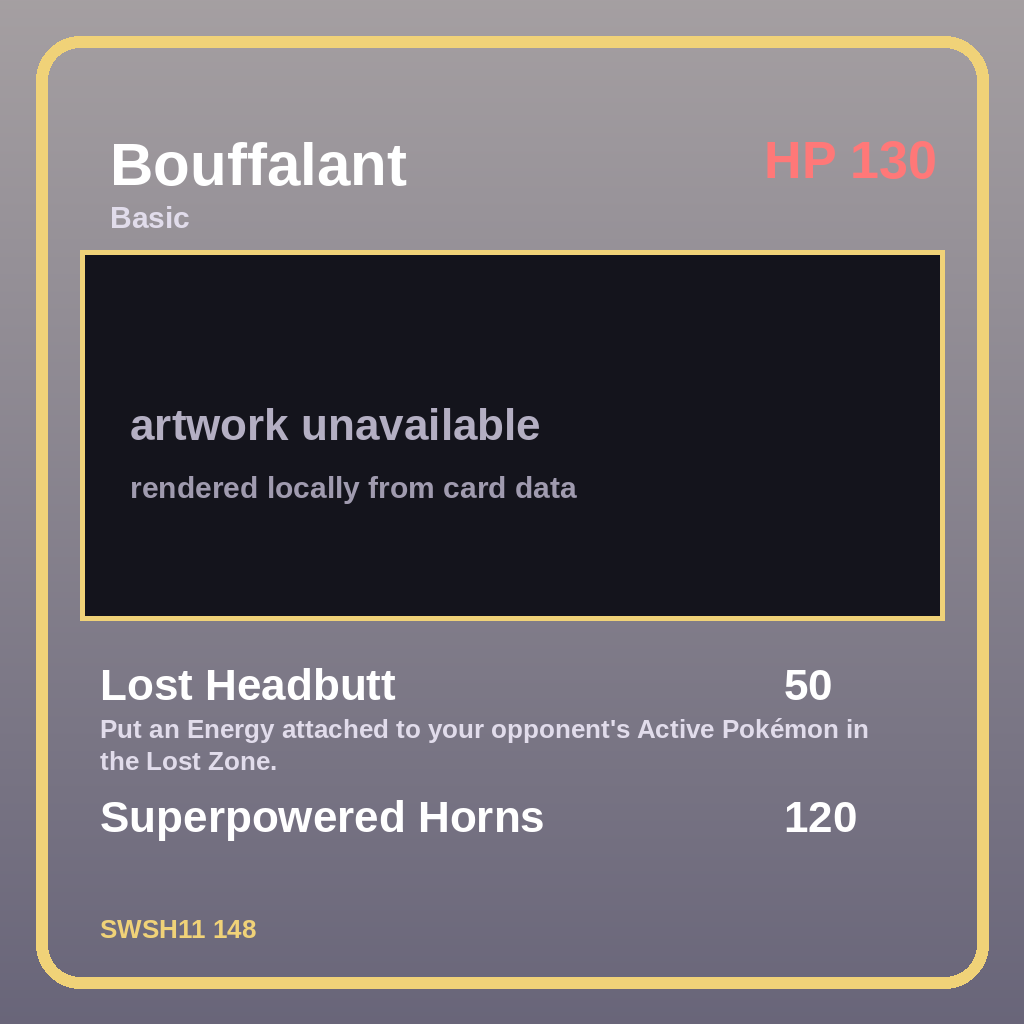 Bouffalant
HP 130
Basic
artwork unavailable
rendered locally from card data
Lost Headbutt 50
Put an Energy attached to your opponent's Active Pokémon in
the Lost Zone.
Superpowered Horns 120
SWSH11 148